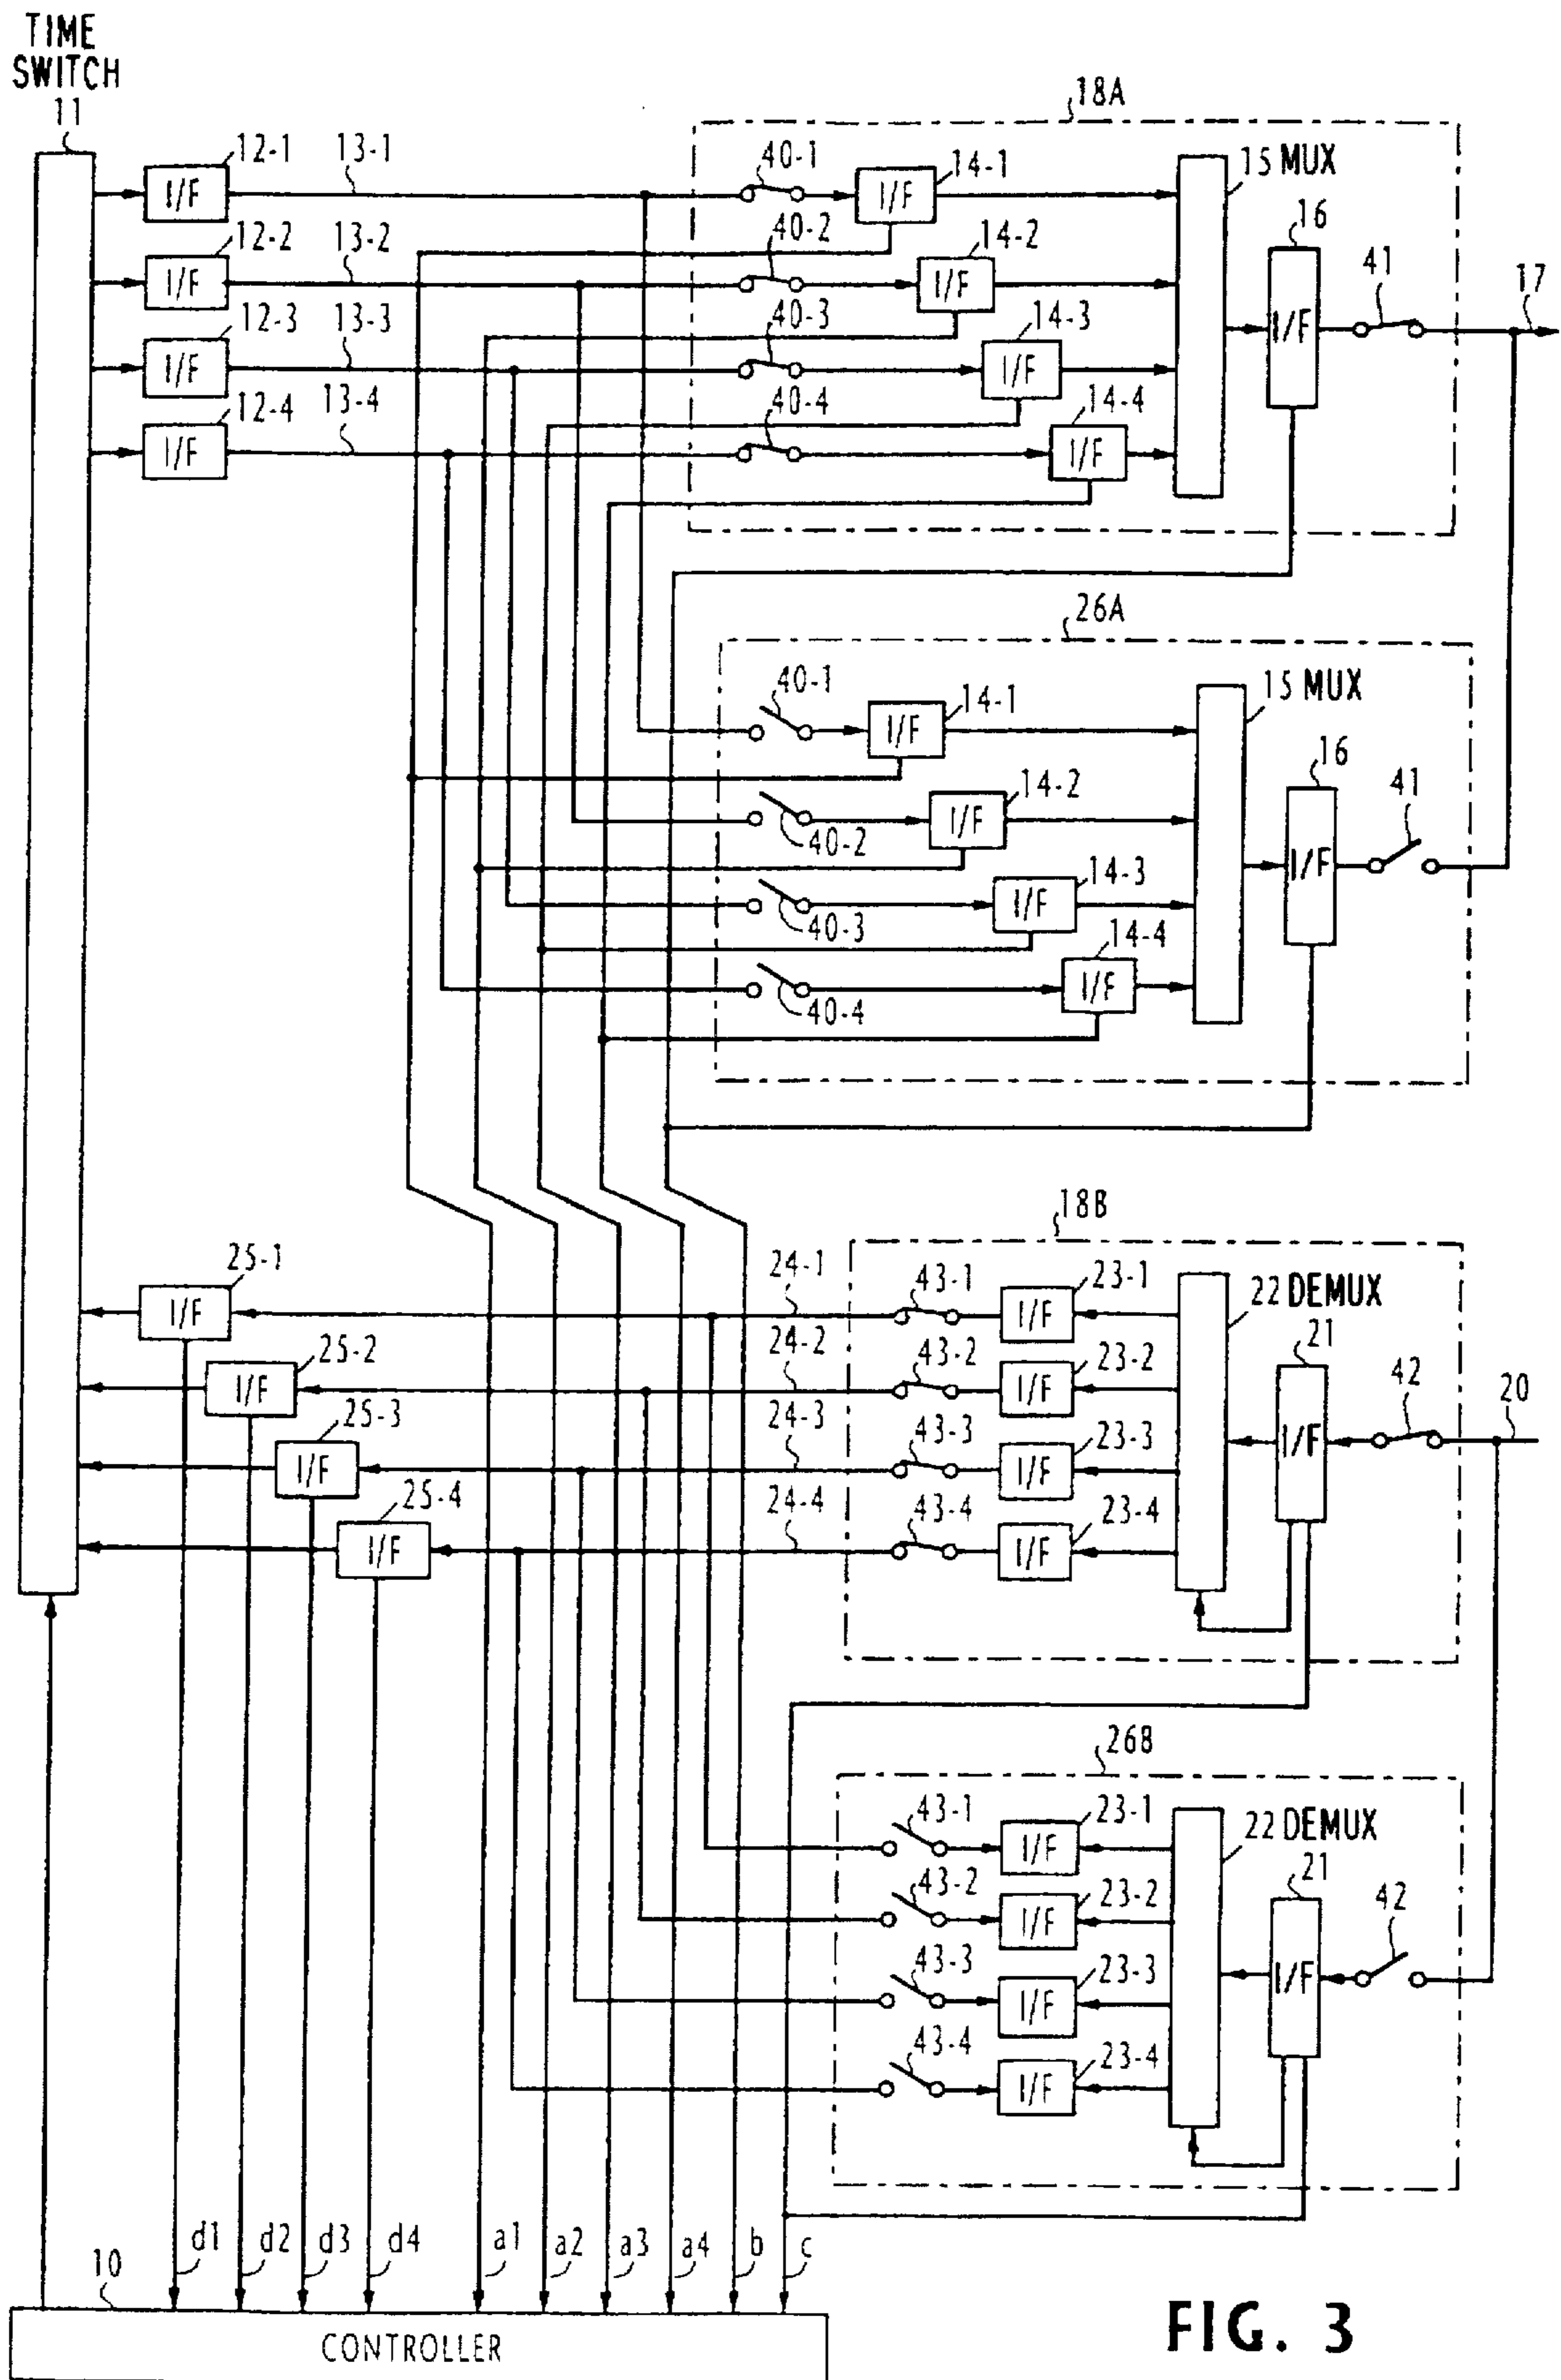 TIME
SWITCH
11
18A
12-1
13-1
40-1
14-1
15 MUX
I/F
I/F
16
12-2
13-2
40-2
14-2
I/F
I/F
41
17
12-3
13-3
40-3
14-3
I/F
I/F
I/F
12-4
13-4
40-4
14-4
I/F
I/F
26A
40-1
14-1
15 MUX
I/F
16
14-2
I/F
40-2
41
14-3
I/F
I/F
40-3
14-4
I/F
40-4
18B
25-1
24-1
43-1
23-1
22 DEMUX
I/F
I/F
21
25-2
24-2
43-2
23-2
I/F
I/F
42
20
25-3
24-3
43-3
23-3
I/F
I/F
I/F
25-4
24-4
43-4
23-4
I/F
I/F
26B
43-1
23-1
22 DEMUX
I/F
21
43-2
23-2
I/F
42
43-3
23-3
I/F
I/F
43-4
23-4
I/F
10
d1
d2
d3
d4
a1
a2
a3
a4
b
c
CONTROLLER
FIG. 3